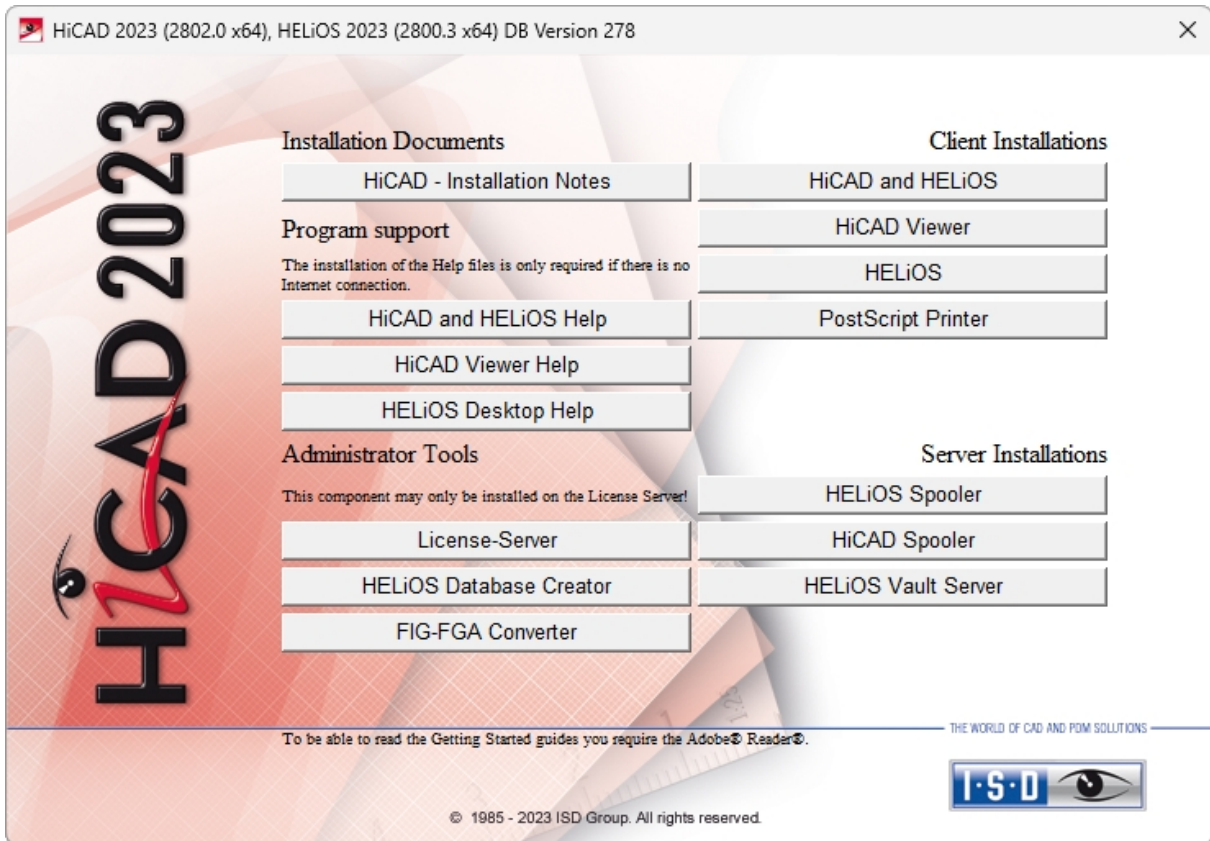 HiCAD 2023 (2802.0 x64), HELiOS 2023 (2800.3 x64) DB Version 278
HiCAD 2023
Installation Documents
HiCAD - Installation Notes
Program support
The installation of the Help files is only required if there is no
Internet connection.
HiCAD and HELiOS Help
HiCAD Viewer Help
HELiOS Desktop Help
Administrator Tools
This component may only be installed on the License Server!
License-Server
HELiOS Database Creator
FIG-FGA Converter
Client Installations
HiCAD and HELiOS
HiCAD Viewer
HELiOS
PostScript Printer
Server Installations
HELiOS Spooler
HiCAD Spooler
HELiOS Vault Server
1:25
THE WORLD OF CAD AND PDM SOLUTIONS
To be able to read the Getting Started guides you require the Adobe® Reader®.
I·S·D
© 1985 - 2023 ISD Group. All rights reserved.